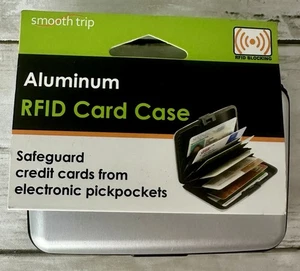 smooth trip
RFID BLOCKING
Aluminum
RFID Card Case
Safeguard
credit cards from
electronic pickpockets